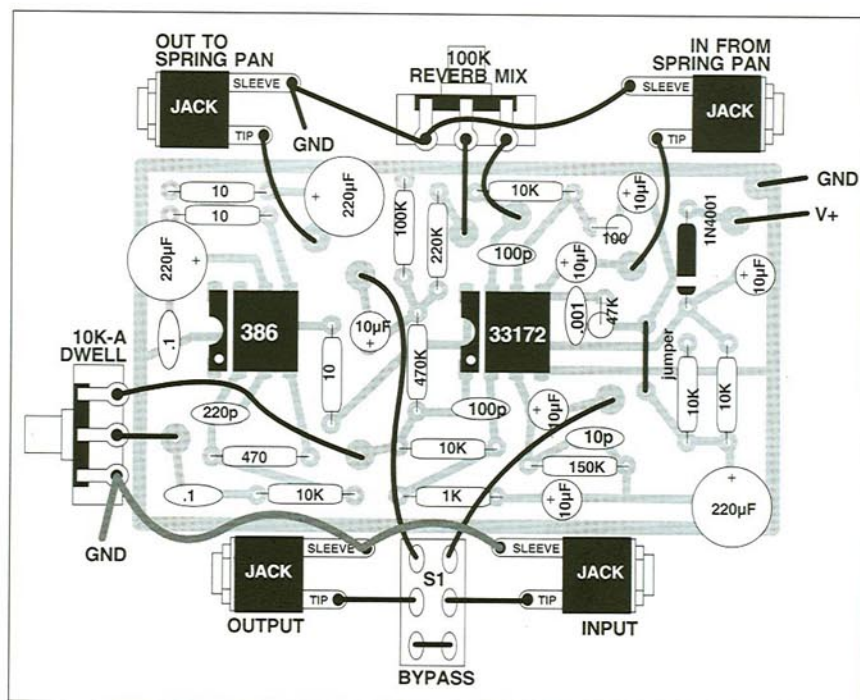 OUT TO
SPRING PAN
100K
REVERB MIX
IN FROM
SPRING PAN
JACK
SLEEVE
TIP
GND
SLEEVE
TIP
JACK
GND
V+
10
10
220µF
220µF
100K
220K
10K
10µF
100
100p
10µF
1N4001
10µF
10K-A
DWELL
.1
386
10µF
10
470K
33172
.001
47K
jumper
10K
10K
220p
100p
10µF
10p
470
10K
150K
.1
10K
1K
10µF
220µF
GND
JACK
SLEEVE
TIP
OUTPUT
S1
BYPASS
SLEEVE
TIP
JACK
INPUT